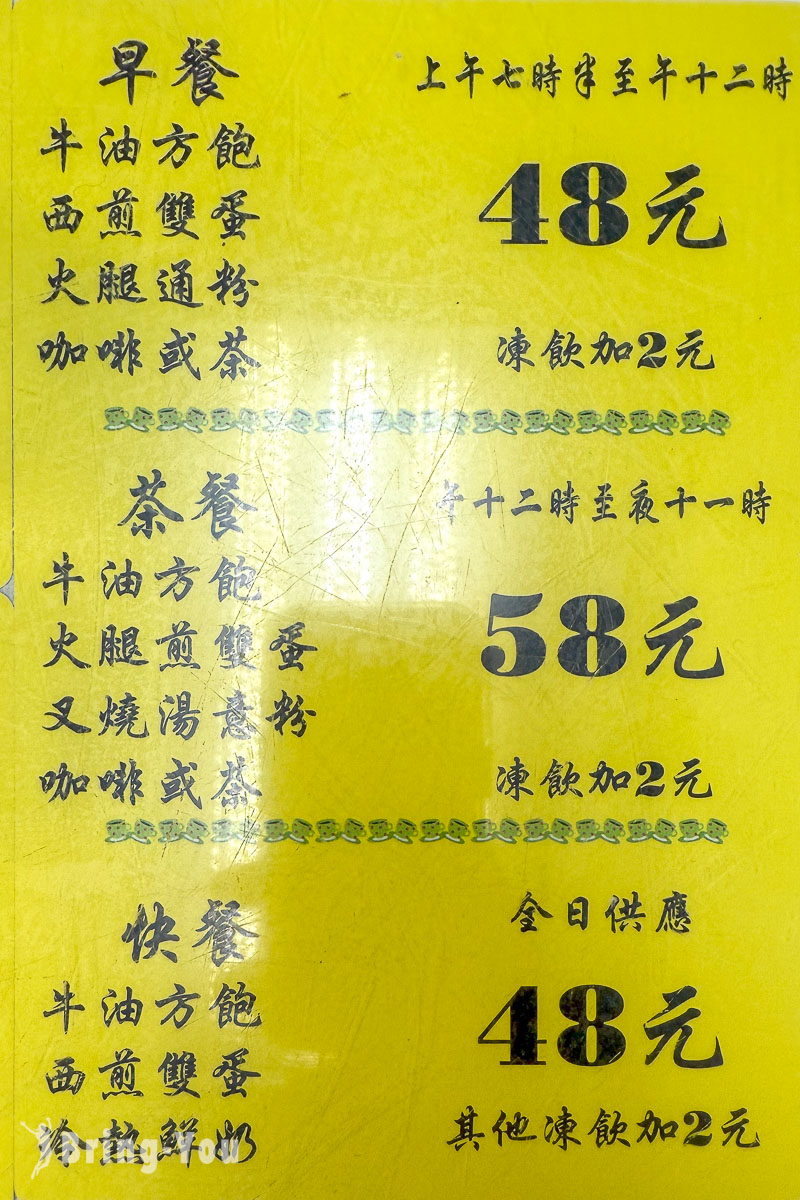 早餐 上午七時半至午十二時
牛油方飽
西煎雙蛋 48元
火腿通粉
咖啡或茶 凍飲加2元
茶餐 午十二時至夜十一時
牛油方飽
火腿煎雙蛋 58元
叉燒湯意粉
咖啡或茶 凍飲加2元
快餐 全日供應
牛油方飽
西煎雙蛋 48元
冷熱鮮奶 其他凍飲加2元
Bring You